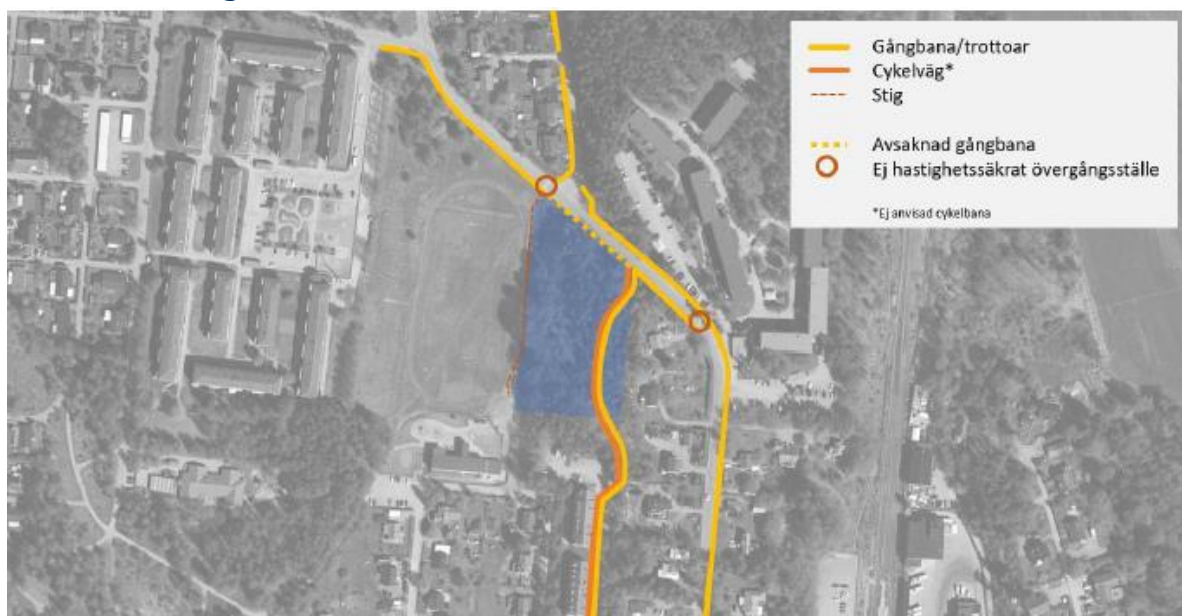 Gångbana/trottoar
Cykelväg*
Stig
Avsaknad gångbana
Ej hastighetssäkrat övergångsställe
*Ej anvisad cykelbana